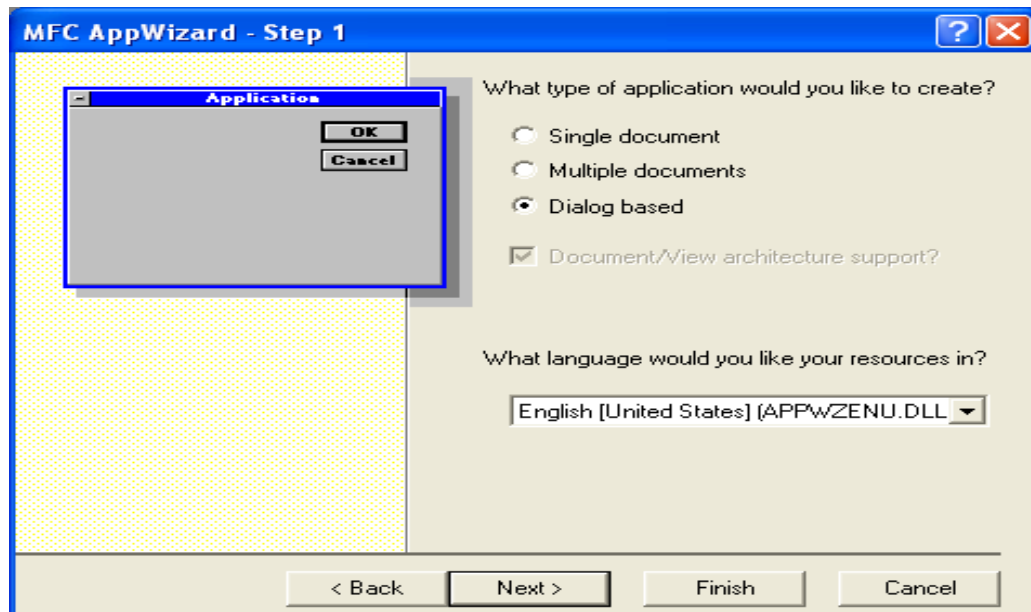 MFC AppWizard - Step 1
Application
OK
Cancel
What type of application would you like to create?
Single document
Multiple documents
Dialog based
Document/View architecture support?
What language would you like your resources in?
English [United States] (APPWZENU.DLL
< Back
Next >
Finish
Cancel